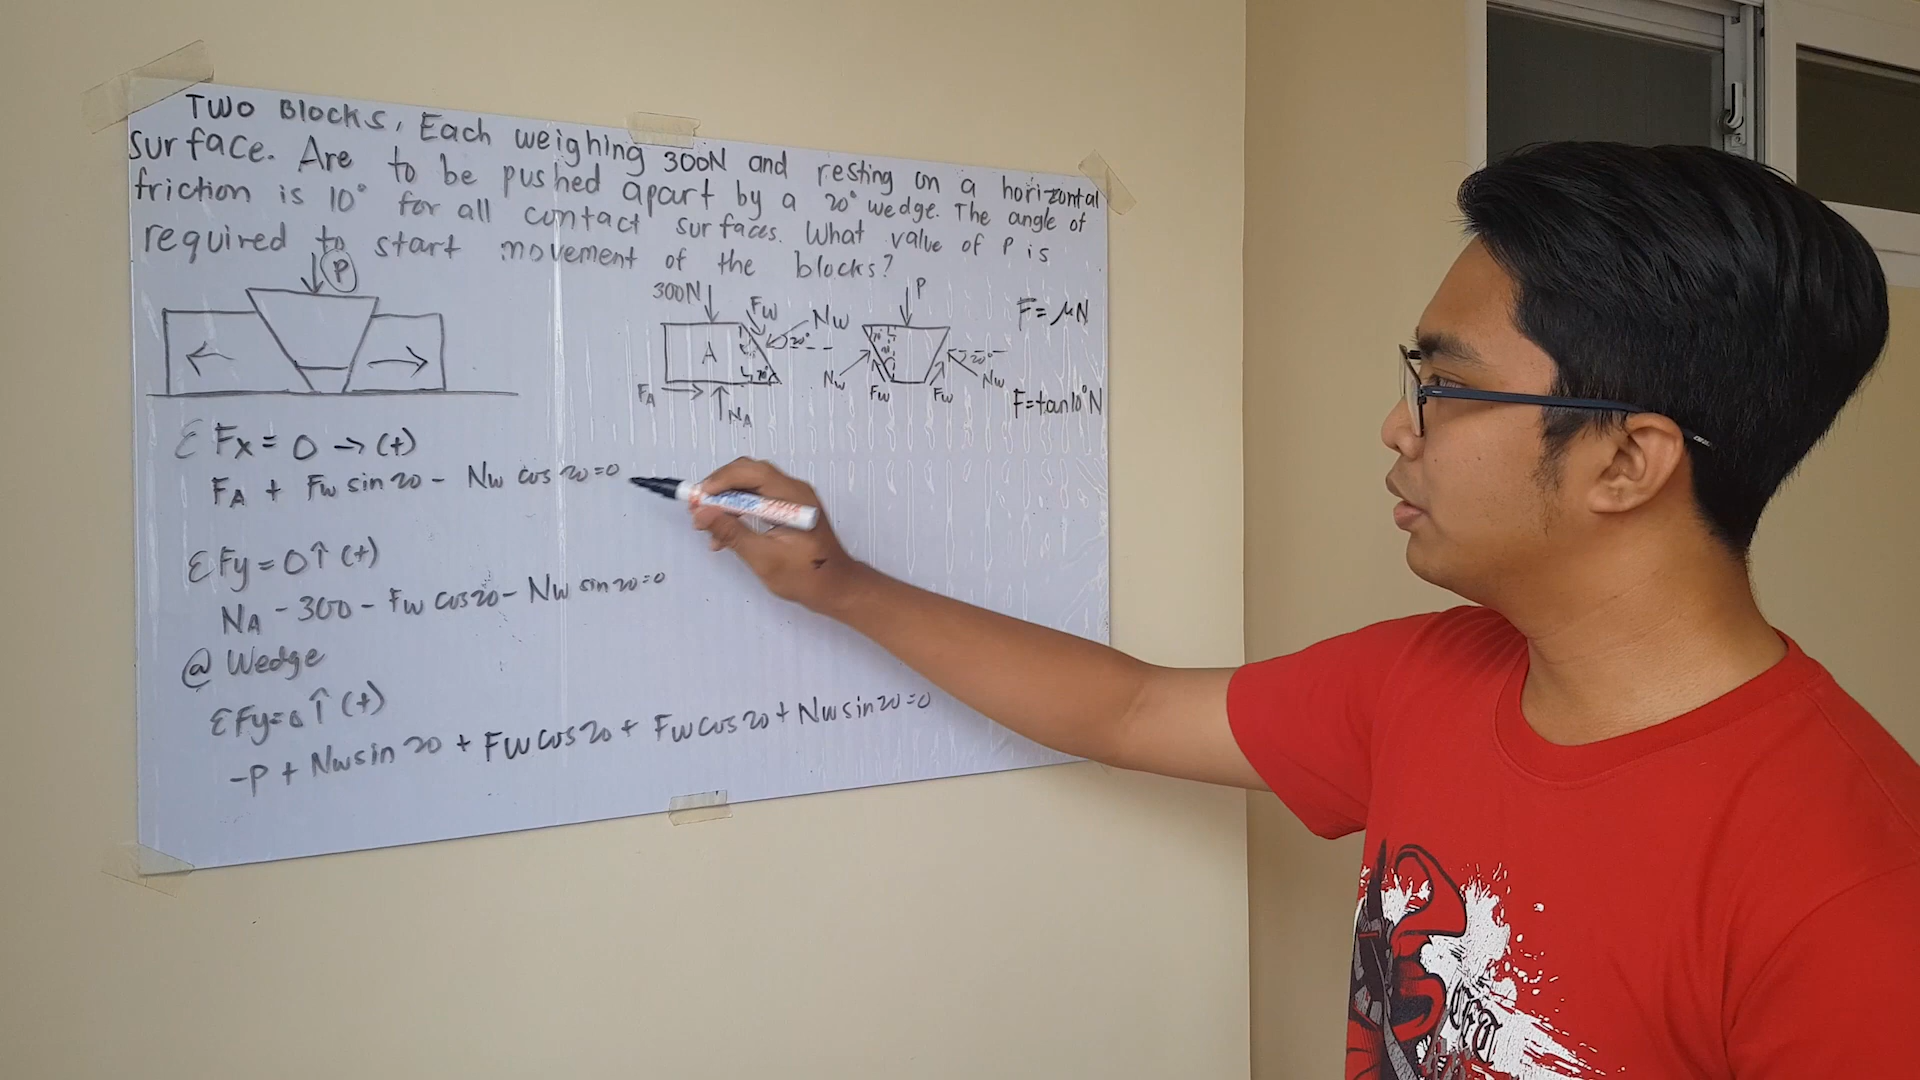 TWO Blocks, Each weighing 300N and resting on a horizontal
surface. Are to be pushed apart by a 20° wedge. The angle of
friction is 10° for all contact surfaces. What value of P is
required to start movement of the blocks?
P
300N
Fw
Nw
20°
A
20°
FA
NA
P
Nw
Fw
Fw
Nw
20°
F = μN
F = tan10°N
ΣFx = 0 → (+)
FA + Fw sin 20 - Nw cos 20 = 0
ΣFy = 0 ↑ (+)
NA - 300 - Fw cos 20 - Nw sin 20 = 0
@ Wedge
ΣFy = 0 ↑ (+)
-P + Nw sin 20 + Fw cos 20 + Fw cos 20 + Nw sin 20 = 0